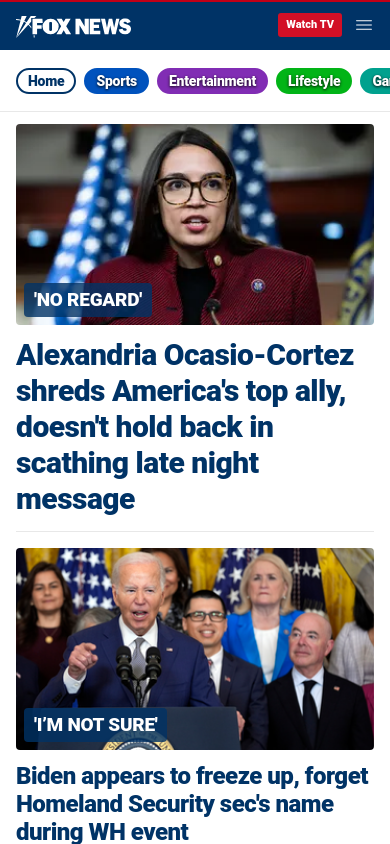 FOX NEWS
Watch TV
Home
Sports
Entertainment
Lifestyle
'NO REGARD'
Alexandria Ocasio-Cortez
shreds America's top ally,
doesn't hold back in
scathing late night
message
'I'M NOT SURE'
Biden appears to freeze up, forget
Homeland Security sec's name
during WH event